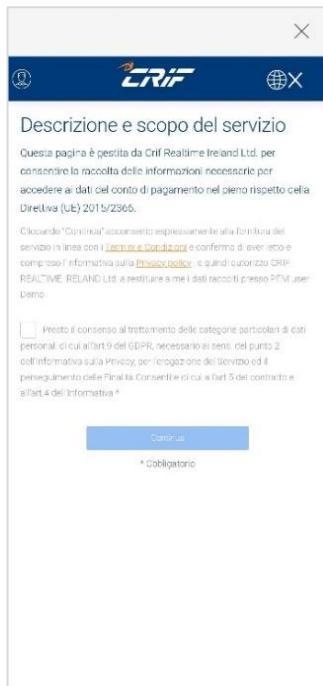 CRIF
Descrizione e scopo del servizio
Questa pagina è gestita da Crif Realtime Ireland Ltd. per
consentire la raccolta delle informazioni necessarie per
accedere ai dati del conto di pagamento nel pieno rispetto della
Direttiva (UE) 2015/2366.
Cliccando "Continua" acconsento espressamente alla fornitura del
servizio in linea con i Termini e Condizioni e confermo di aver letto e
compreso l'informativa sulla Privacy policy, e quindi autorizzo CRIF
REALTIME IRELAND Ltd. a restituire a me i dati raccolti presso PFM user
Demo
Presto il consenso al trattamento delle categorie particolari di dati
personali, di cui all'art.9 del GDPR, necessario ai sensi del punto 2
dell'informativa sulla Privacy, per l'erogazione del Servizio ed il
perseguimento delle Finalità Consentite di cui all'art.5 del contratto e
all'art.4 dell'Informativa *
Continua
* Obbligatorio